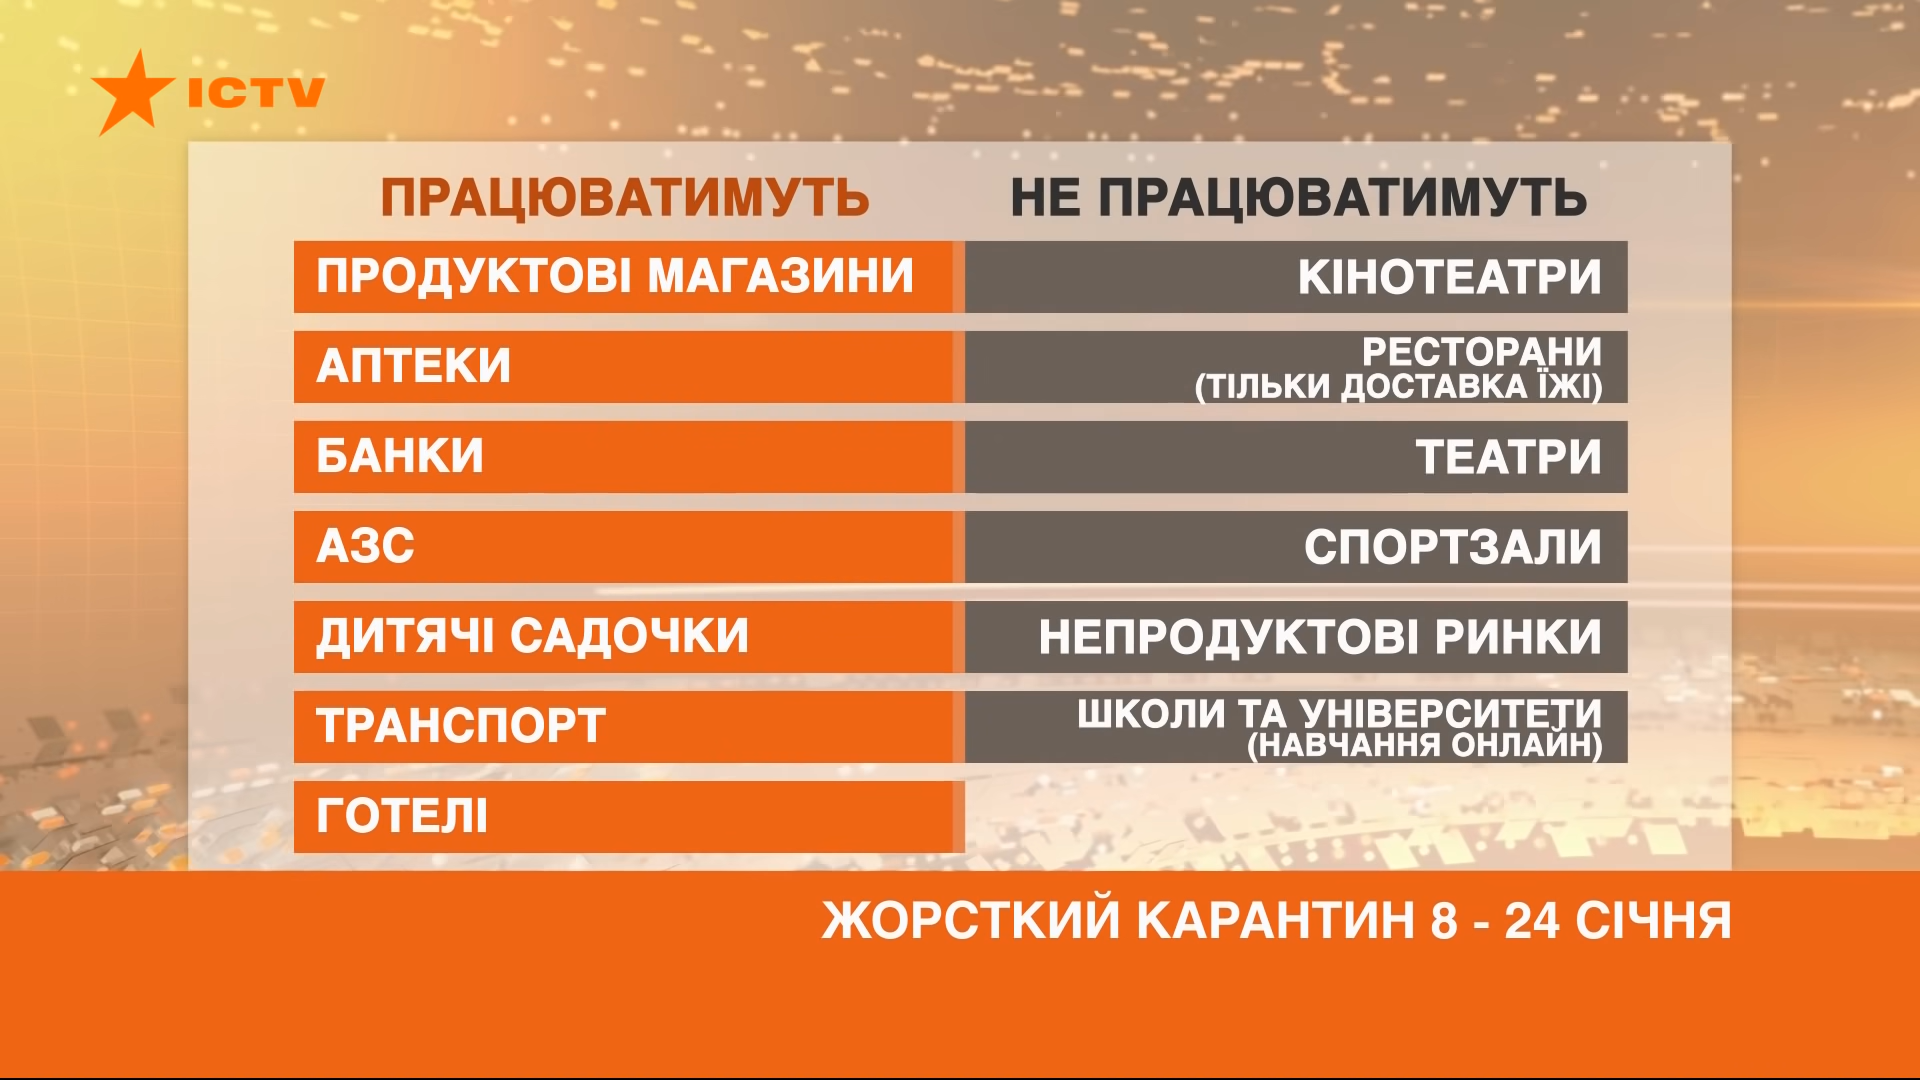 ICTV
ПРАЦЮВАТИМУТЬ
НЕ ПРАЦЮВАТИМУТЬ
ПРОДУКТОВІ МАГАЗИНИ
КІНОТЕАТРИ
АПТЕКИ
РЕСТОРАНИ
(ТІЛЬКИ ДОСТАВКА ЇЖІ)
БАНКИ
ТЕАТРИ
АЗС
СПОРТЗАЛИ
ДИТЯЧІ САДОЧКИ
НЕПРОДУКТОВІ РИНКИ
ТРАНСПОРТ
ШКОЛИ ТА УНІВЕРСИТЕТИ
(НАВЧАННЯ ОНЛАЙН)
ГОТЕЛІ
ЖОРСТКИЙ КАРАНТИН 8 - 24 СІЧНЯ